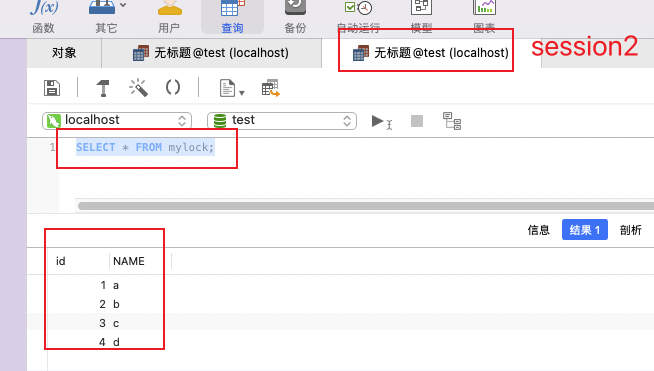 f(x)
函数 其它 用户 查询 备份 自动运行 模型 图表
对象 无标题@test (localhost) 无标题@test (localhost) session2
localhost test
1 SELECT * FROM mylock;
信息 结果 1 剖析
id NAME
1 a
2 b
3 c
4 d